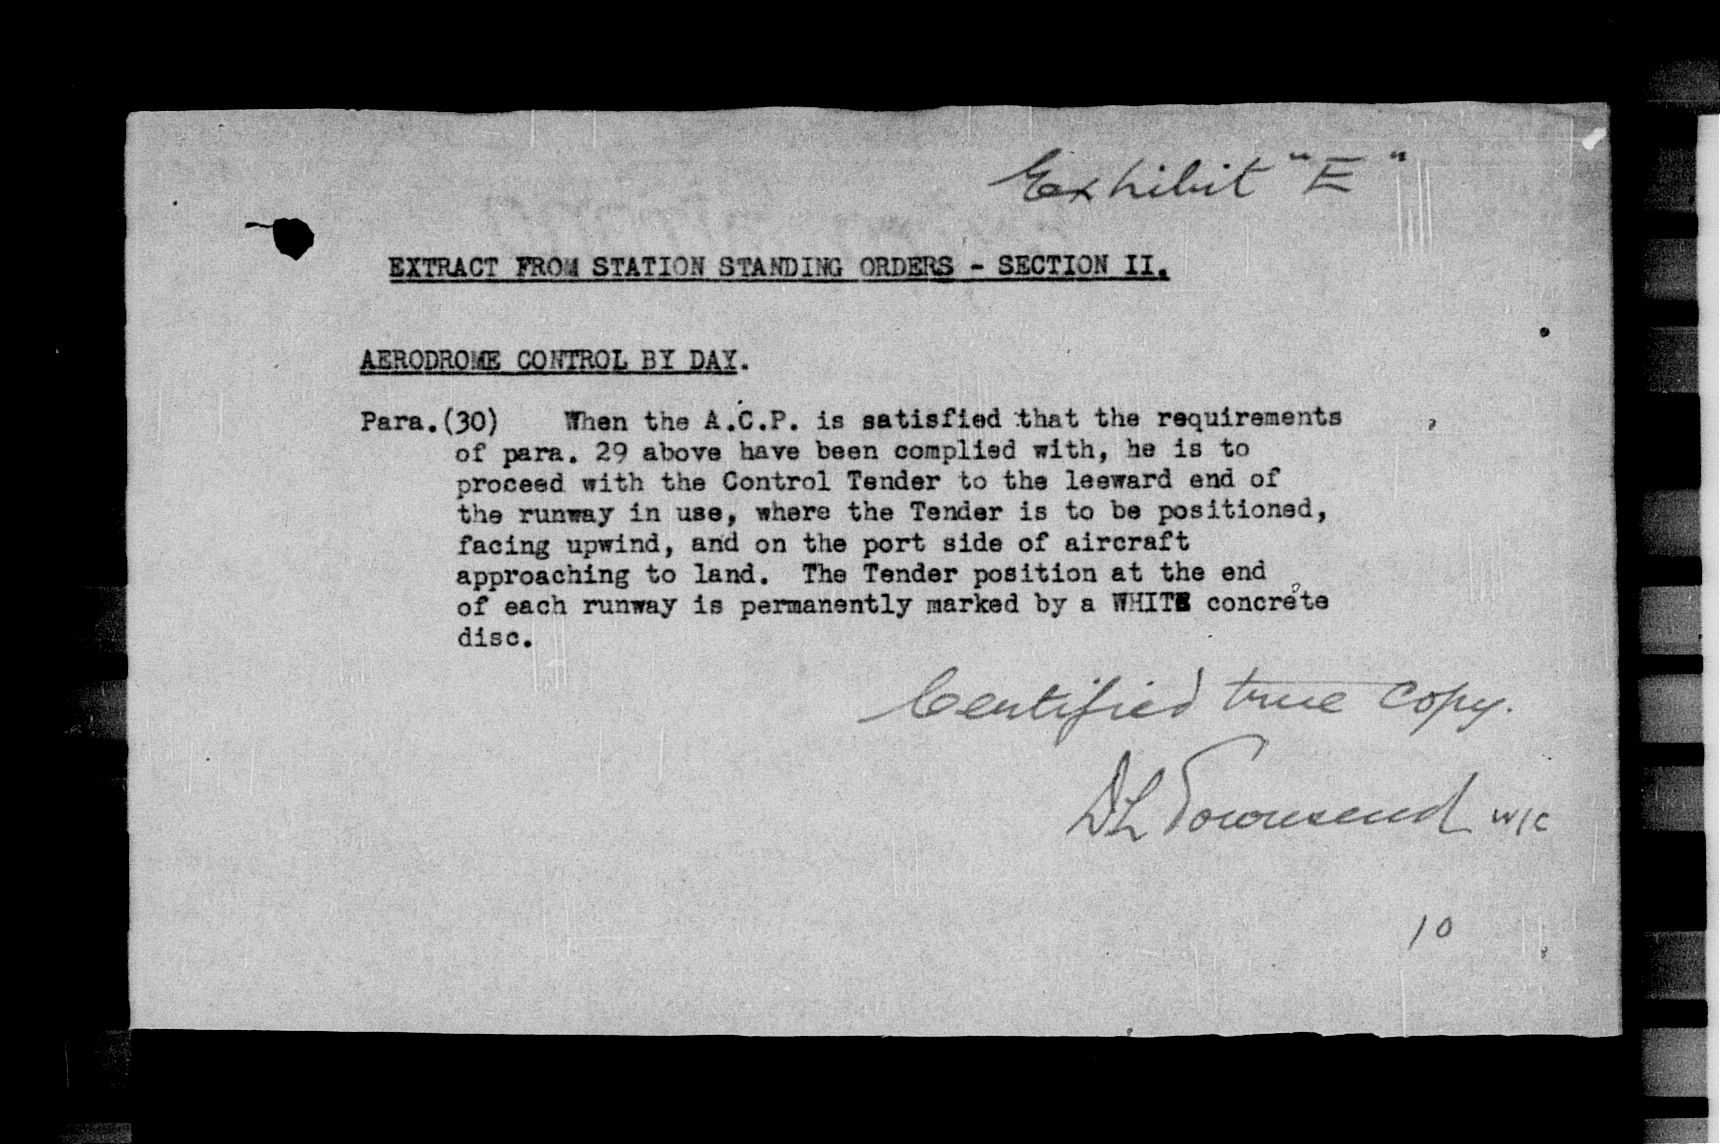 Exhibit "E"
EXTRACT FROM STATION STANDING ORDERS - SECTION II.
AERODROME CONTROL BY DAY.
Para.(30) When the A.C.P. is satisfied that the requirements
of para. 29 above have been complied with, he is to
proceed with the Control Tender to the leeward end of
the runway in use, where the Tender is to be positioned,
facing upwind, and on the port side of aircraft
approaching to land. The Tender position at the end
of each runway is permanently marked by a WHITE concrete
disc.
Certified true copy.
DL Townsend W/C
10